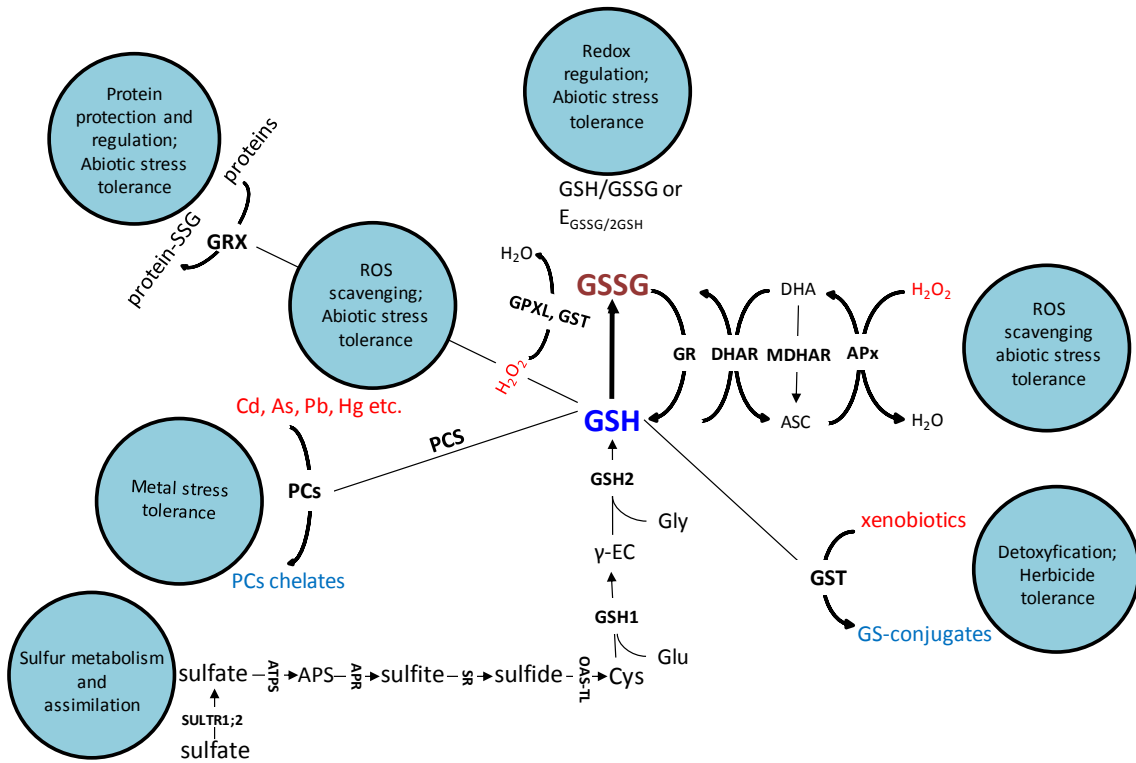 Redox
regulation;
Abiotic stress
tolerance
GSH/GSSG or
E_GSSG/2GSH
Protein
protection and
regulation;
Abiotic stress
tolerance
proteins
protein-SSG
GRX
ROS
scavenging;
Abiotic stress
tolerance
H₂O
GPXL, GST
H₂O₂
GSSG
GSH
GR
DHAR
DHA
MDHAR
ASC
APx
H₂O₂
H₂O
ROS
scavenging
abiotic stress
tolerance
Cd, As, Pb, Hg etc.
PCS
PCs
PCs chelates
Metal stress
tolerance
GSH2
Gly
γ-EC
GSH1
Glu
xenobiotics
GST
GS-conjugates
Detoxyfication;
Herbicide
tolerance
Sulfur metabolism
and
assimilation
sulfate
ATPS
APS
APR
sulfite
SR
sulfide
OAS-TL
Cys
SULTR1;2
sulfate